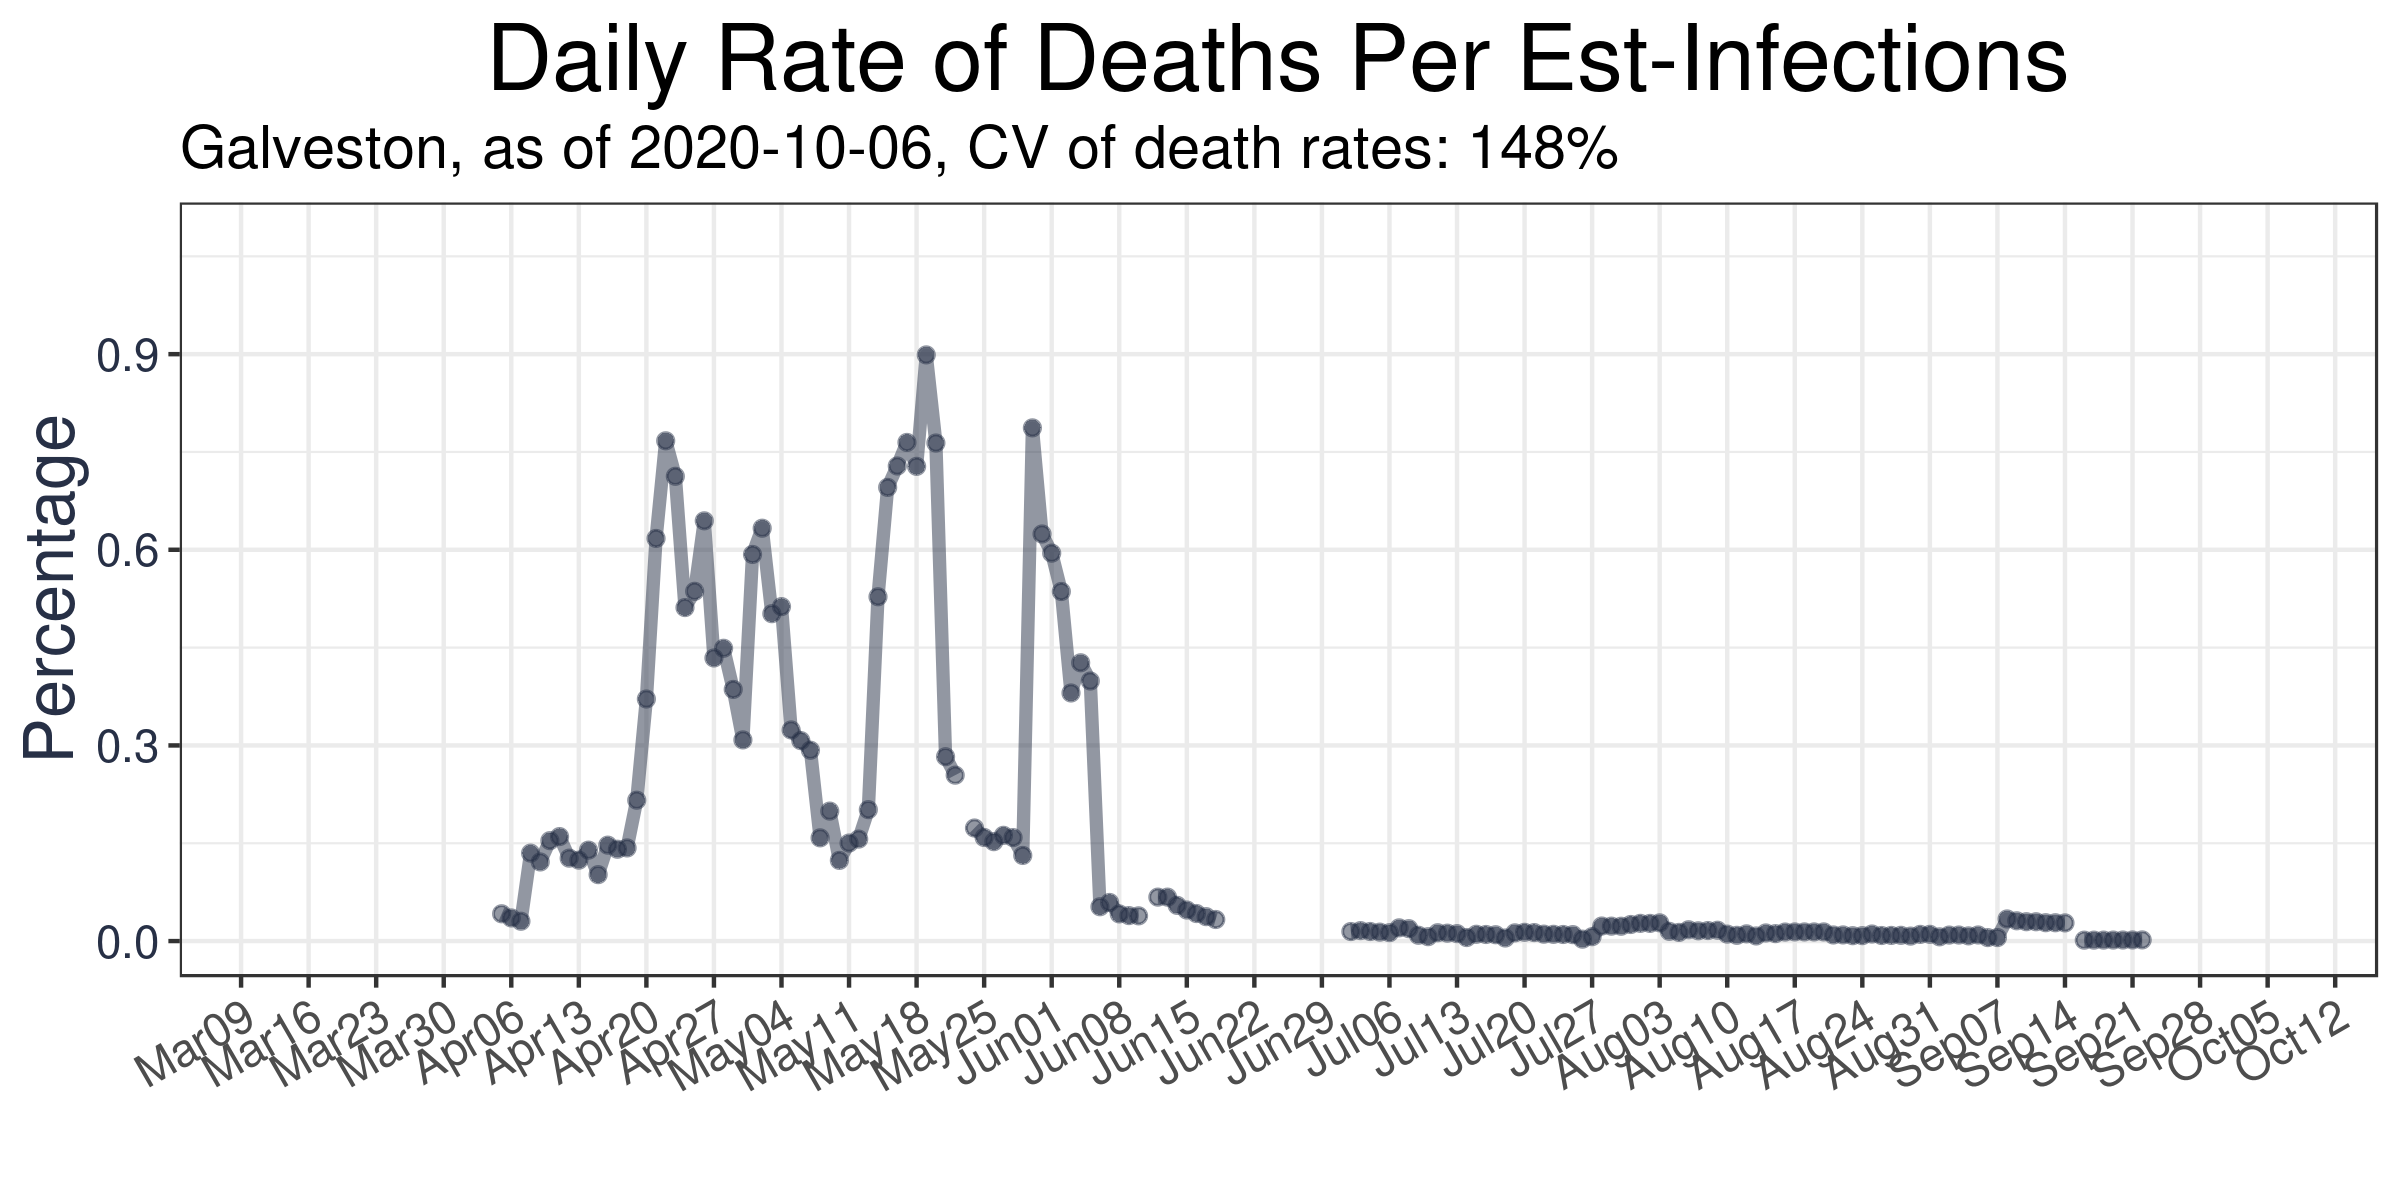 Daily Rate of Deaths Per Est-Infections
Galveston, as of 2020-10-06, CV of death rates: 148%
Percentage
0.9
0.6
0.3
0.0
Mar09
Mar16
Mar23
Mar30
Apr06
Apr13
Apr20
Apr27
May04
May11
May18
May25
Jun01
Jun08
Jun15
Jun22
Jun29
Jul06
Jul13
Jul20
Jul27
Aug03
Aug10
Aug17
Aug24
Aug31
Sep07
Sep14
Sep21
Sep28
Oct05
Oct12